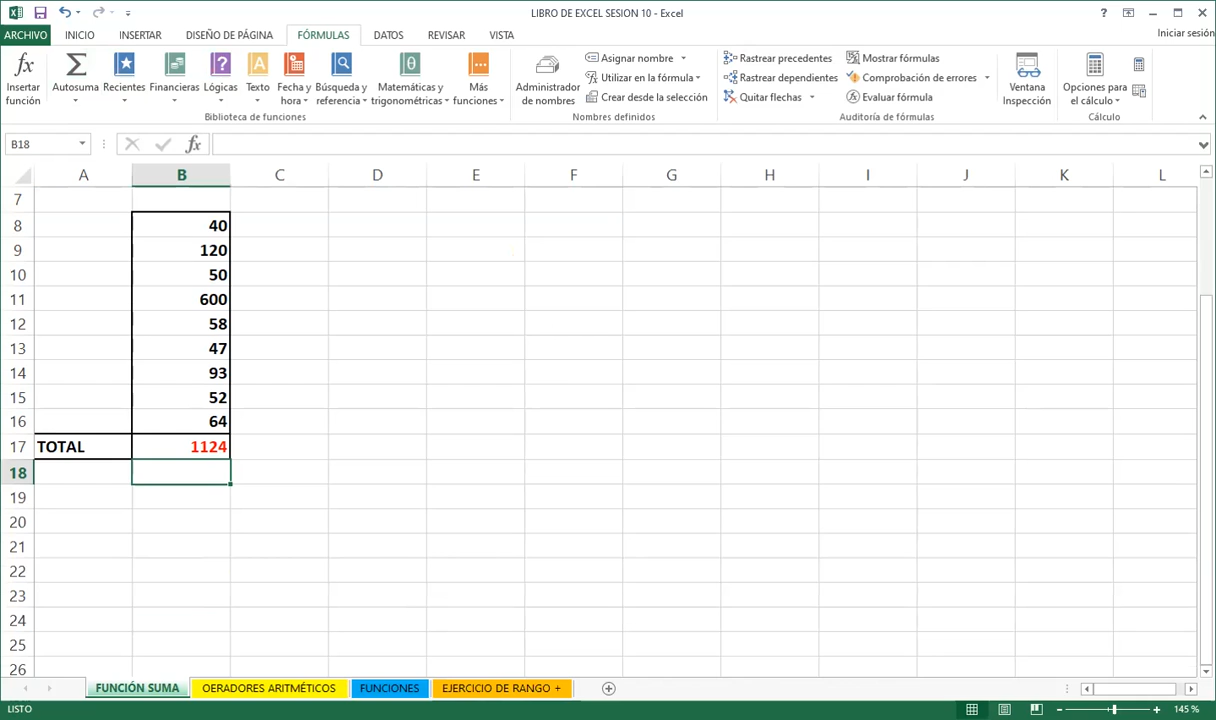 LIBRO DE EXCEL SESION 10 - Excel
?
ARCHIVO INICIO INSERTAR DISEÑO DE PÁGINA FÓRMULAS DATOS REVISAR VISTA Iniciar sesión
fx Insertar función
Σ Autosuma
Recientes
Financieras
Lógicas
Texto
Fecha y hora
Búsqueda y referencia
Matemáticas y trigonométricas
Más funciones
Biblioteca de funciones
Administrador de nombres
Asignar nombre
Utilizar en la fórmula
Crear desde la selección
Nombres definidos
Rastrear precedentes
Rastrear dependientes
Quitar flechas
Mostrar fórmulas
Comprobación de errores
Evaluar fórmula
Auditoría de fórmulas
Ventana Inspección
Opciones para el cálculo
Cálculo
B18 fx
A B C D E F G H I J K L
7
8 40
9 120
10 50
11 600
12 58
13 47
14 93
15 52
16 64
17 TOTAL 1124
18
19
20
21
22
23
24
25
26
FUNCIÓN SUMA OERADORES ARITMÉTICOS FUNCIONES EJERCICIO DE RANGO +
LISTO 145 %